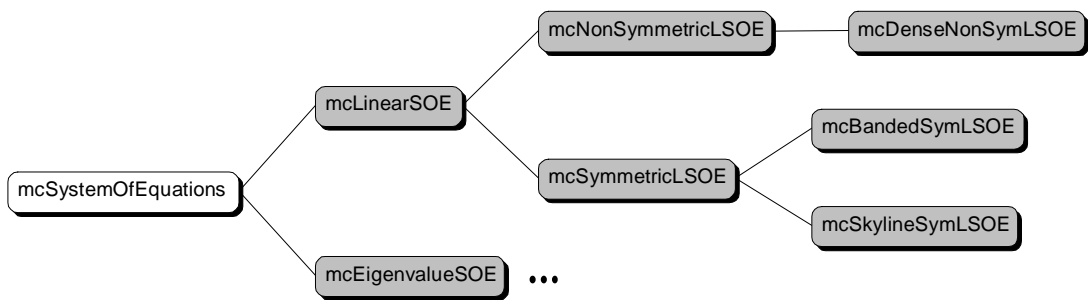 mcNonSymmetricLSOE
mcDenseNonSymLSOE
mcLinearSOE
mcBandedSymLSOE
mcSymmetricLSOE
mcSystemOfEquations
mcSkylineSymLSOE
mcEigenvalueSOE
...